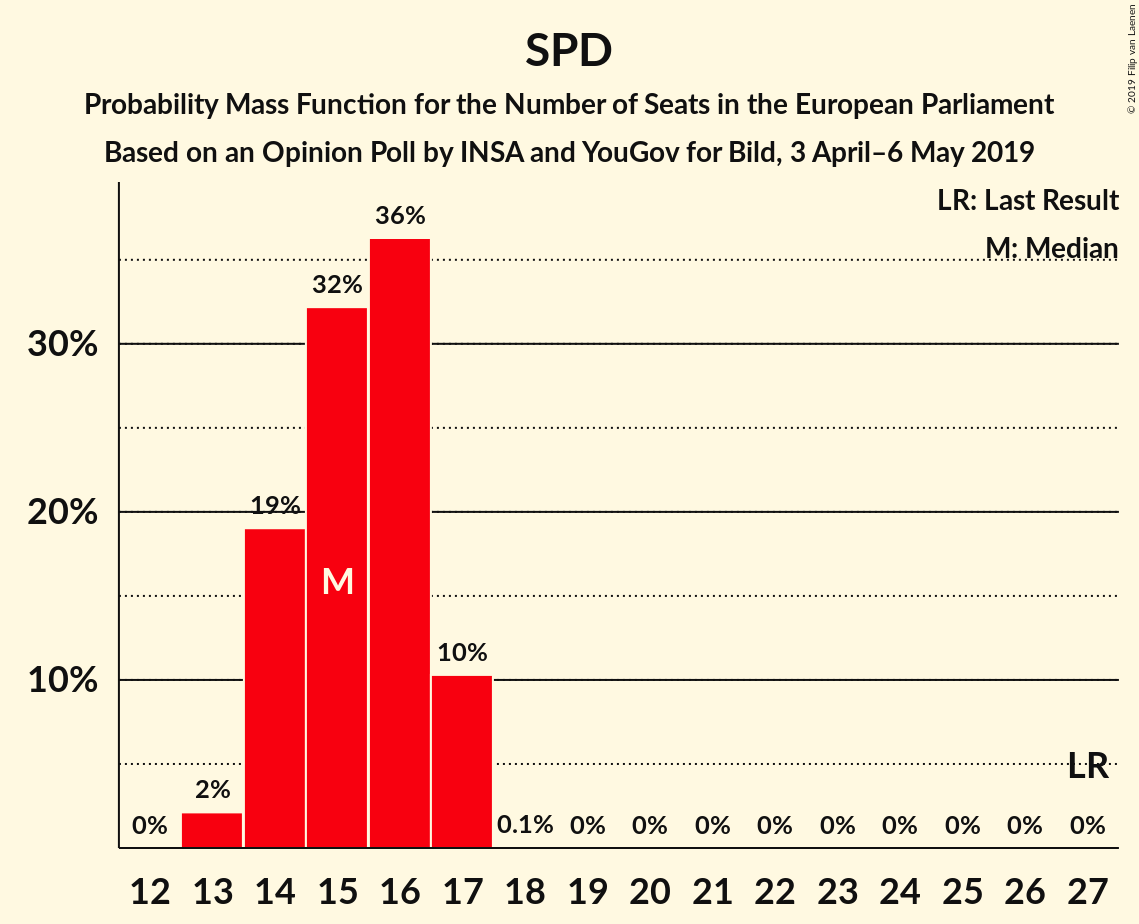 SPD
Probability Mass Function for the Number of Seats in the European Parliament
Based on an Opinion Poll by INSA and YouGov for Bild, 3 April–6 May 2019
© 2019 Filip van Laenen
LR: Last Result
M: Median
36%
32%
30%
19%
20%
M
10%
10%
LR
2%
0% 0.1% 0% 0% 0% 0% 0% 0% 0% 0% 0%
12 13 14 15 16 17 18 19 20 21 22 23 24 25 26 27